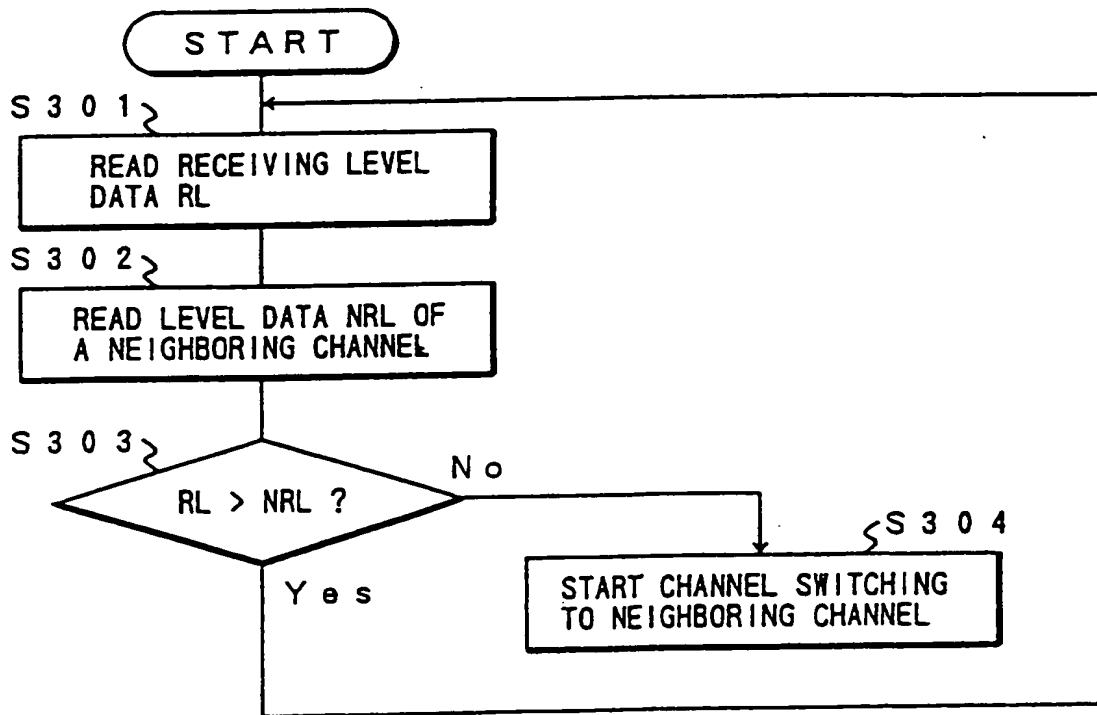 START
S301
READ RECEIVING LEVEL
DATA RL
S302
READ LEVEL DATA NRL OF
A NEIGHBORING CHANNEL
S303
RL > NRL ?
No
Yes
S304
START CHANNEL SWITCHING
TO NEIGHBORING CHANNEL